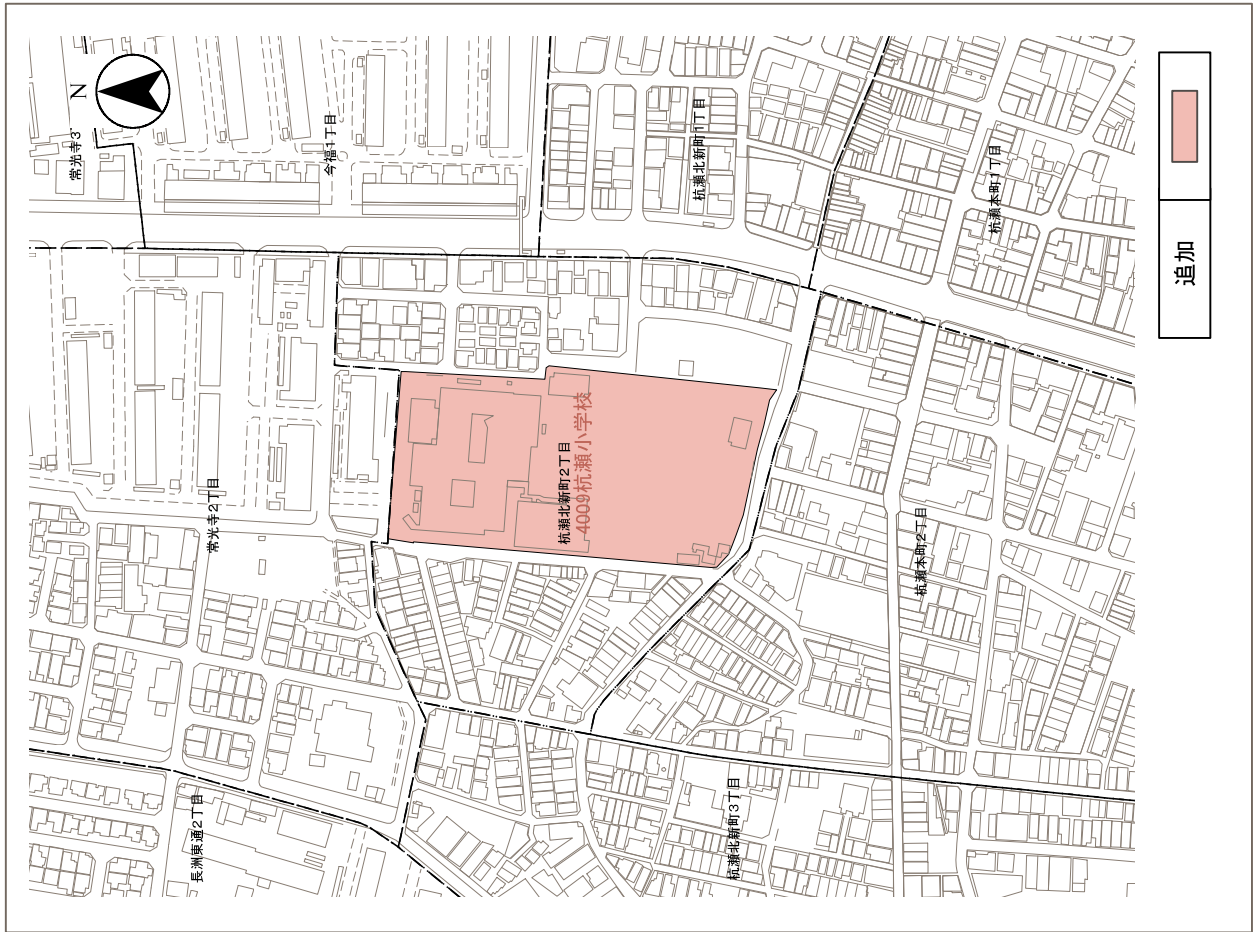 N
常光寺3
今福1丁目
杭瀬北新町1丁目
杭瀬本町1丁目
追加
常光寺2丁目
杭瀬北新町2丁目
4009杭瀬小学校
杭瀬本町2丁目
長洲東通2丁目
杭瀬北新町3丁目